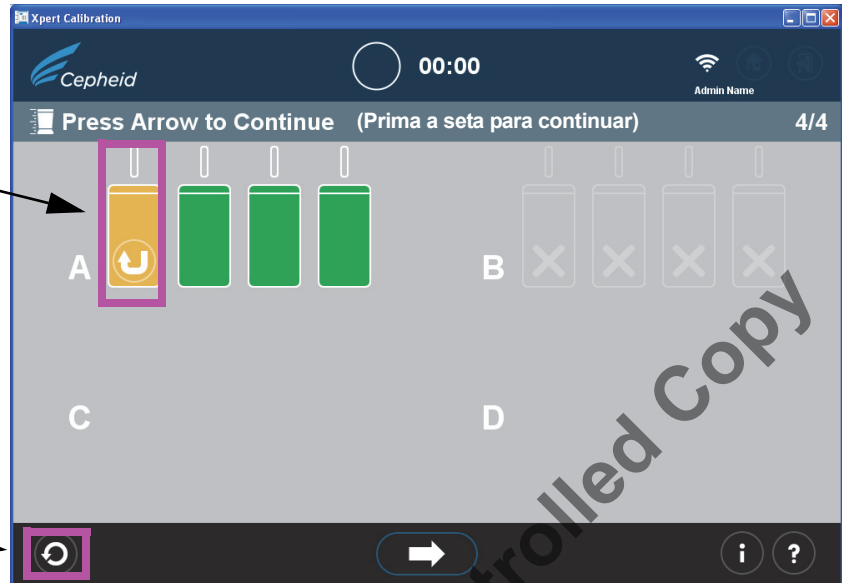 Xpert Calibration
Cepheid
00:00
Admin Name
Press Arrow to Continue (Prima a seta para continuar) 4/4
A
B
C
D
i ?
trolled Copy